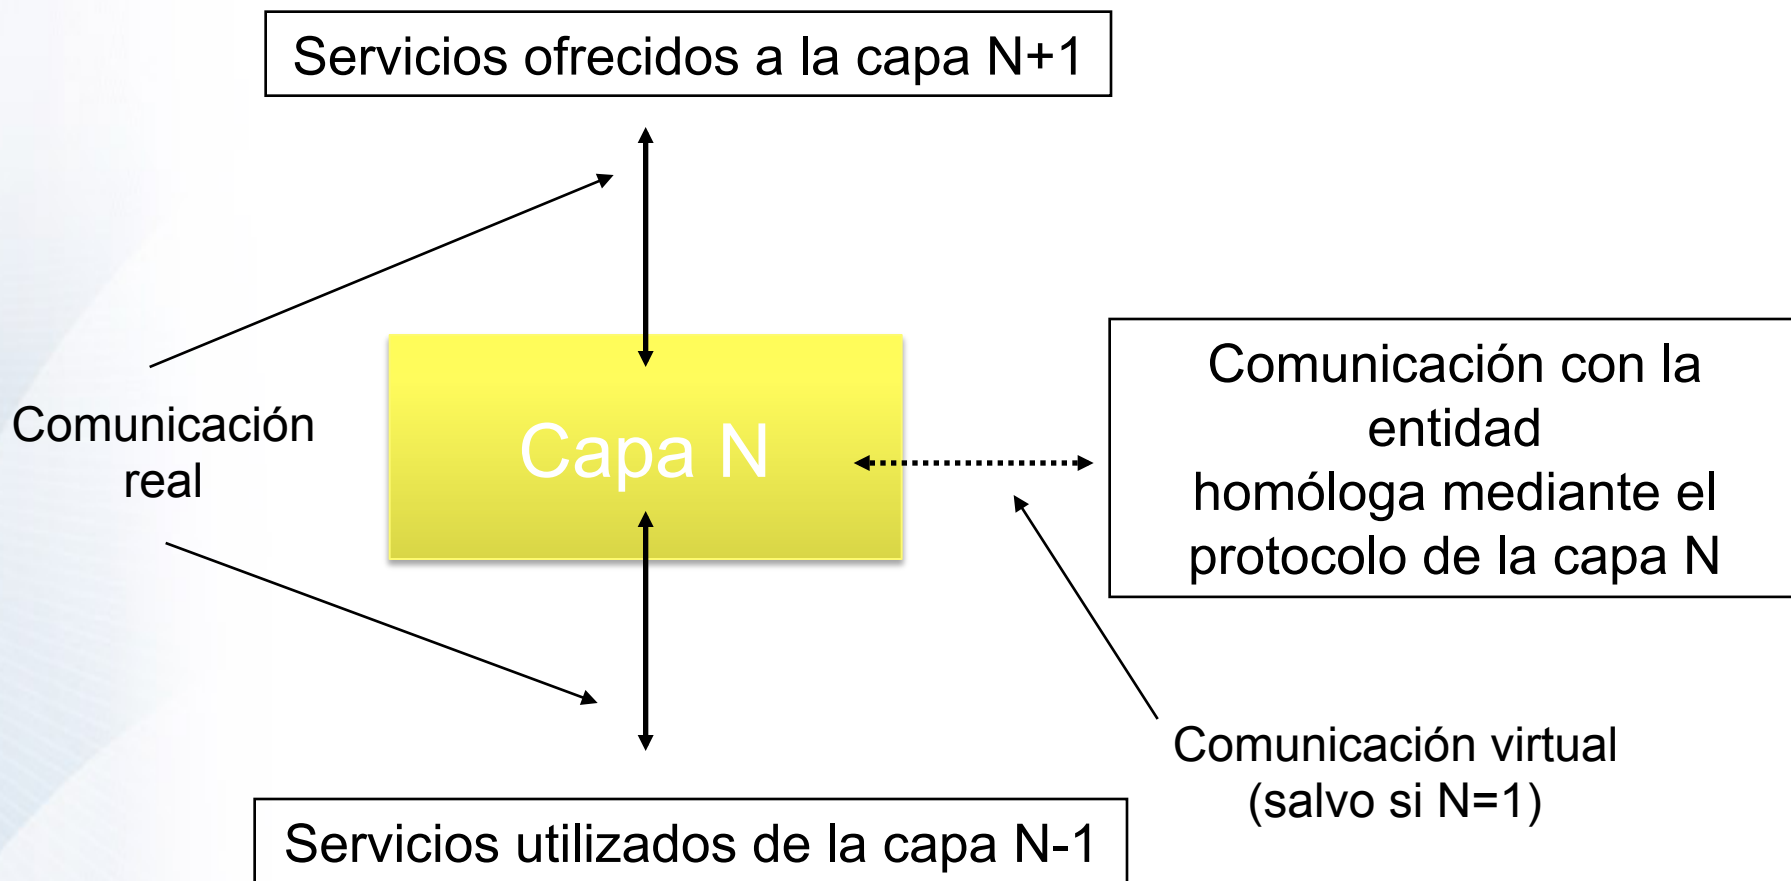 Servicios ofrecidos a la capa N+1
Comunicación
real
Capa N
Comunicación con la
entidad
homóloga mediante el
protocolo de la capa N
Comunicación virtual
(salvo si N=1)
Servicios utilizados de la capa N-1